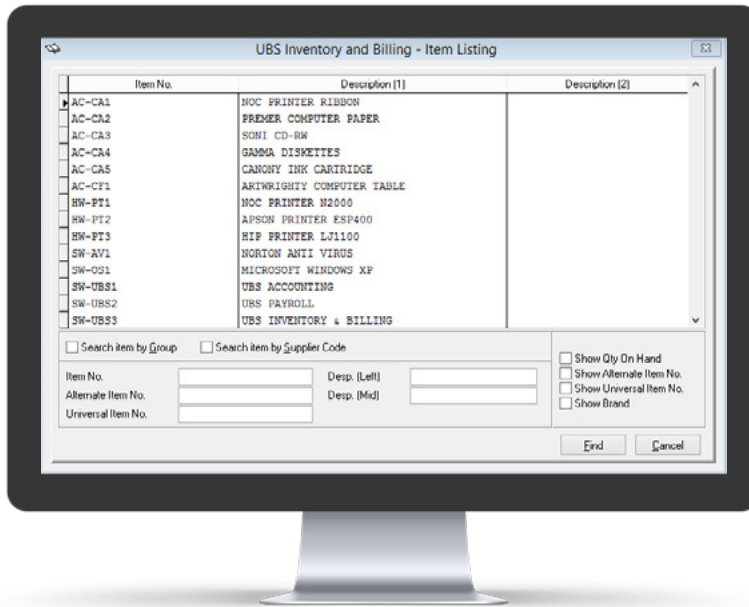 UBS Inventory and Billing - Item Listing
Item No. Description (1) Description (2)
AC-CA1 NOC PRINTER RIBBON
AC-CA2 PREMER COMPUTER PAPER
AC-CA3 SONI CD-RW
AC-CA4 GAMMA DISKETTES
AC-CA5 CANONY INK CARTRIDGE
AC-CF1 ARTWRIGHTY COMPUTER TABLE
HW-PT1 NOC PRINTER N2000
HW-PT2 APSON PRINTER ESP400
HW-PT3 HIP PRINTER LJ1100
SW-AV1 NORTON ANTI VIRUS
SW-OS1 MICROSOFT WINDOWS XP
SW-UBS1 UBS ACCOUNTING
SW-UBS2 UBS PAYROLL
SW-UBS3 UBS INVENTORY & BILLING
Search item by Group Search item by Supplier Code
Item No. Desp. (Left)
Alternate Item No. Desp. (Mid)
Universal Item No.
Show Qty On Hand
Show Alternate Item No.
Show Universal Item No.
Show Brand
Find Cancel